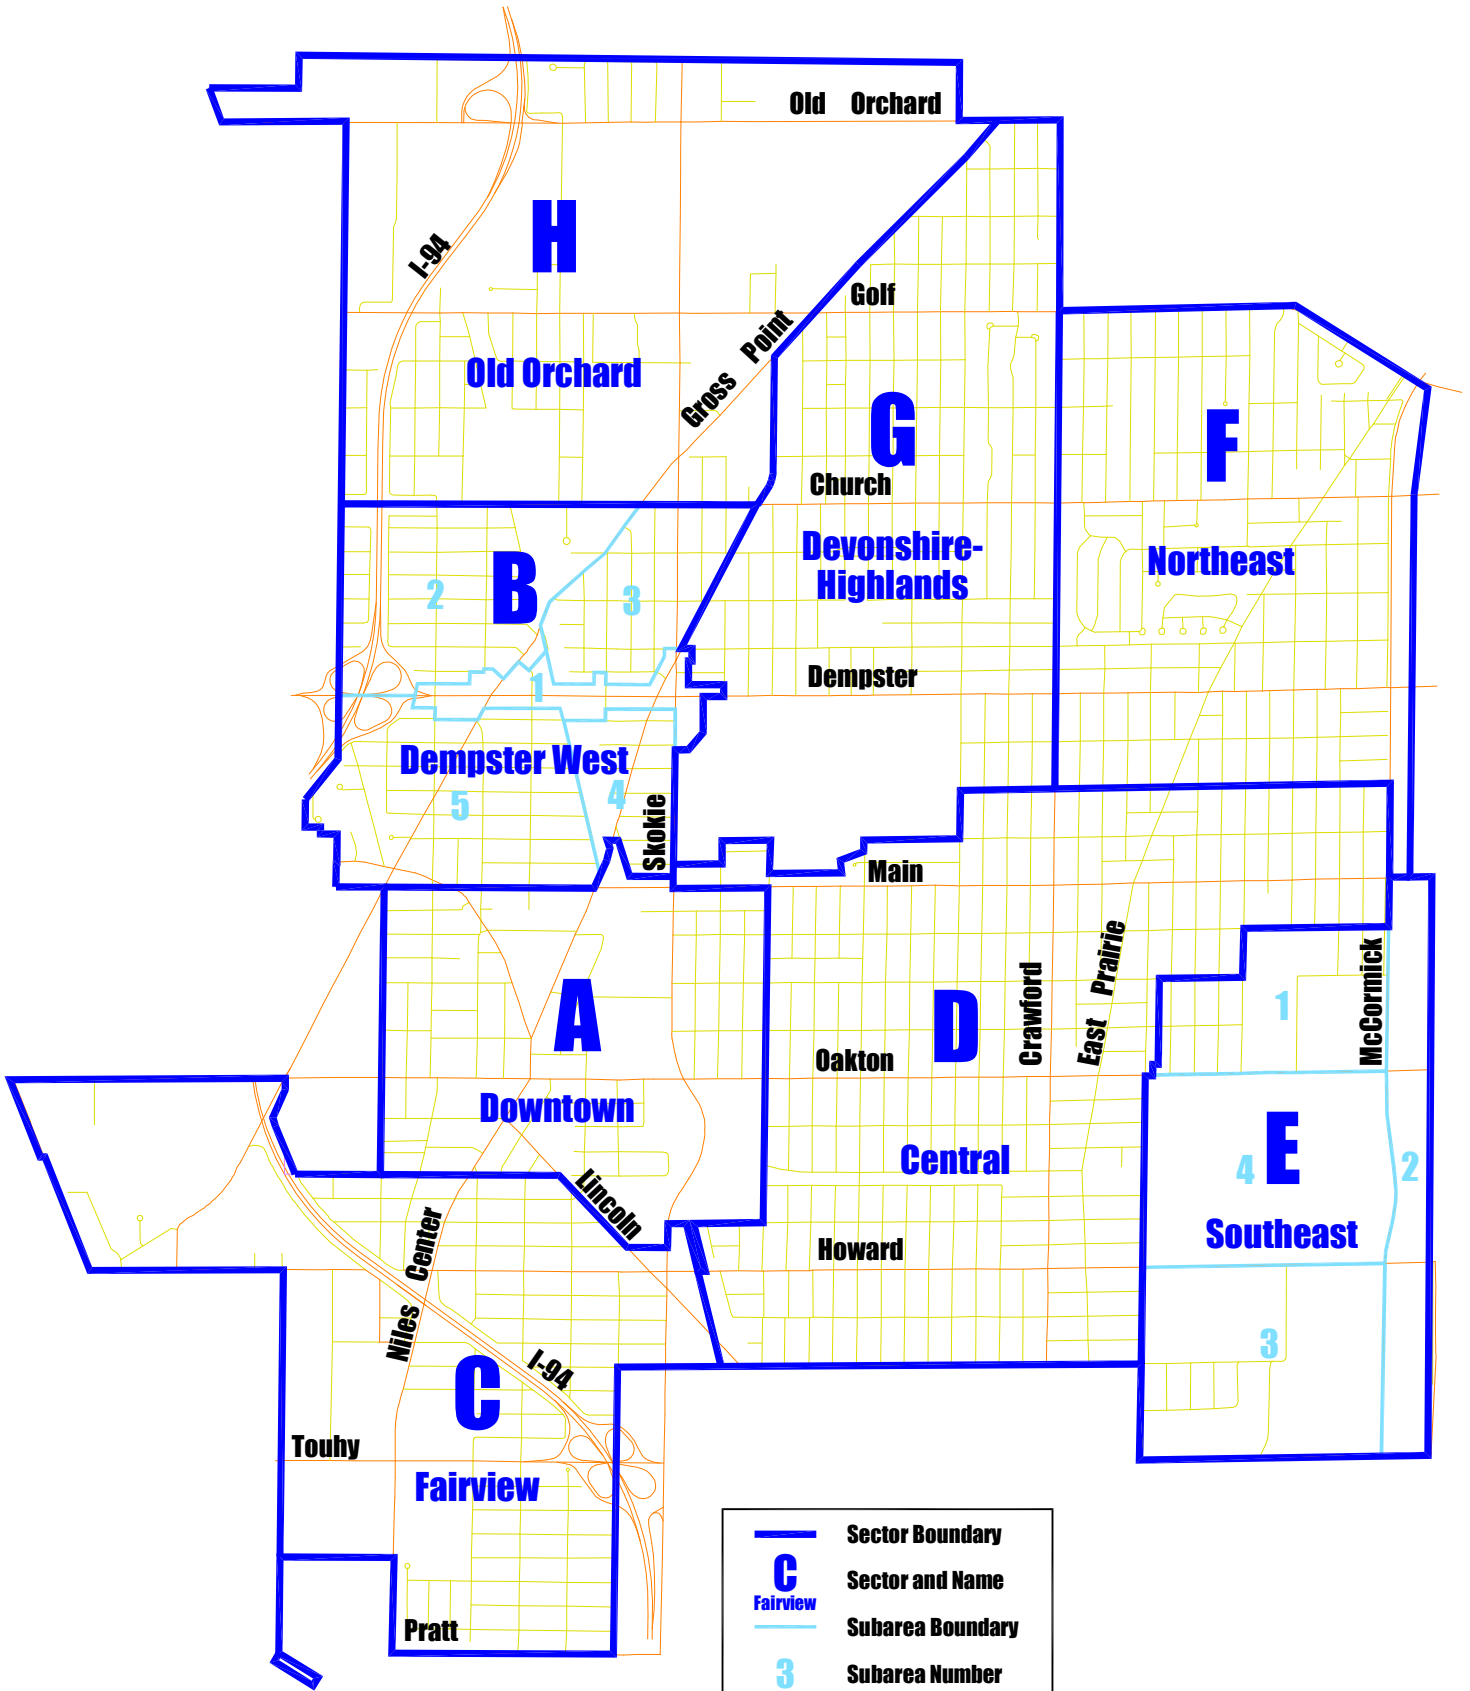 Old Orchard
H
I-94
Golf
Gross Point
Old Orchard
G
F
Church
Devonshire-
Highlands
Northeast
B
2
3
1
Dempster
Dempster West
5
4
Skokie
Main
A
D
Crawford
East Prairie
McCormick
1
Oakton
Downtown
Central
E
4
2
Southeast
Lincoln
Howard
Niles Center
3
I-94
C
Touhy
Fairview
Pratt
Sector Boundary
C
Fairview
Sector and Name
Subarea Boundary
3
Subarea Number